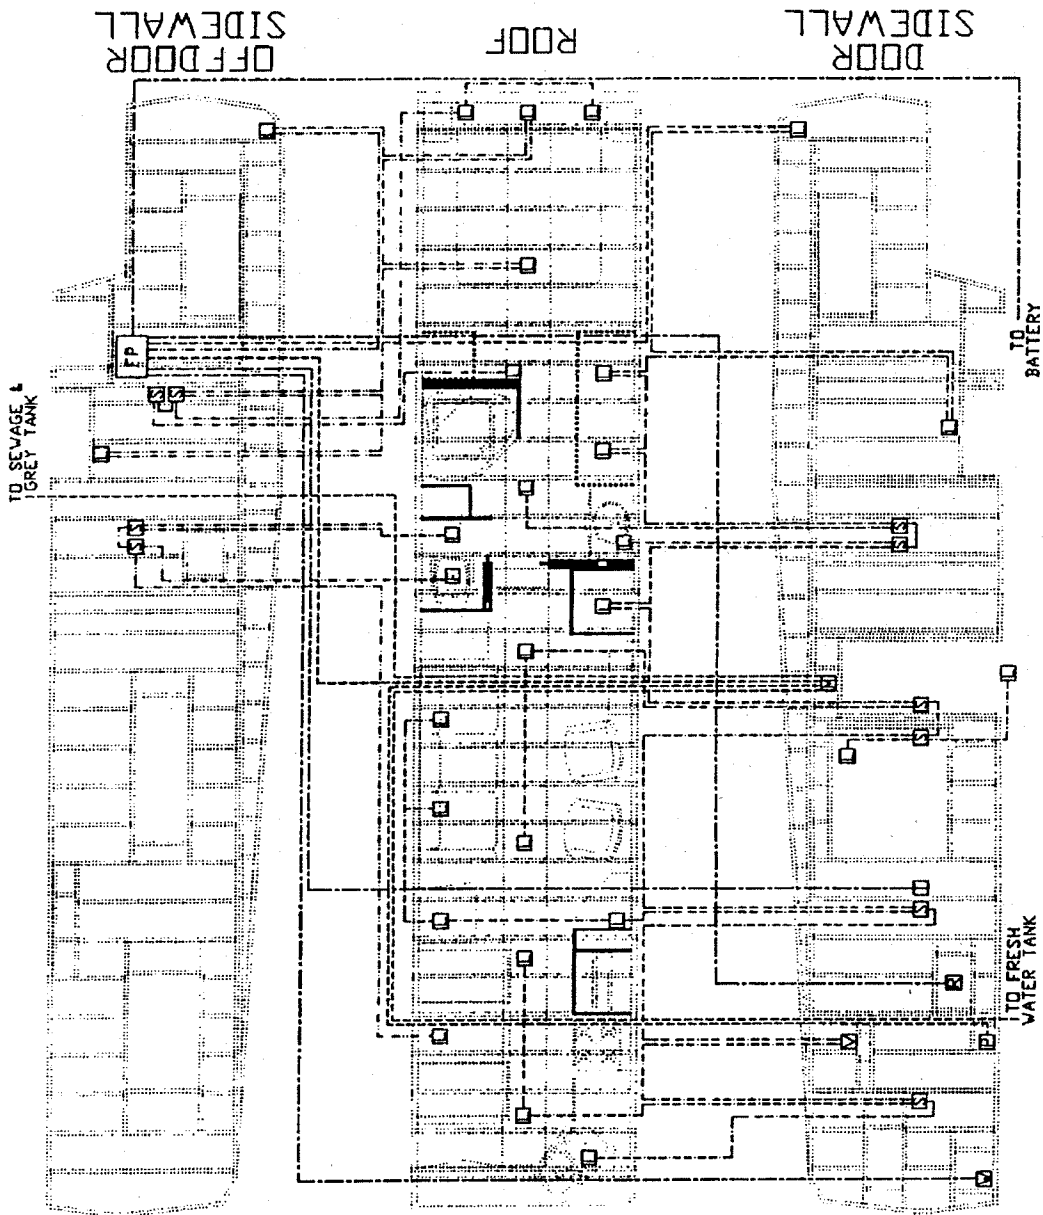 OFFDOOR
SIDEWALL
ROOF
DOOR
SIDEWALL
FP
TO SEWAGE &
GREY TANK
TO
BATTERY
S
S
S
S
S
S
W
S
S
S
R
V
P
S
TO FRESH
WATER TANK